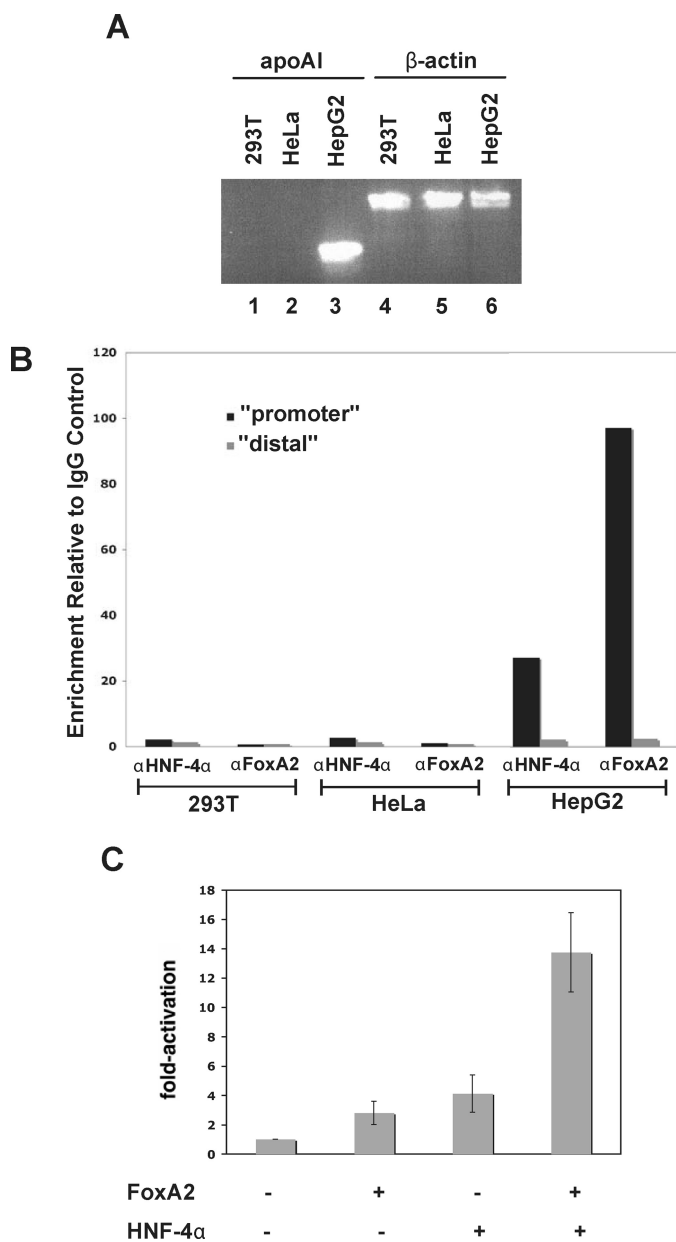 A
apoAI β-actin
293T HeLa HepG2 293T HeLa HepG2
1 2 3 4 5 6
B
Enrichment Relative to IgG Control
120
100
80
60
40
20
0
"promoter"
"distal"
αHNF-4α αFoxA2 αHNF-4α αFoxA2 αHNF-4α αFoxA2
293T HeLa HepG2
C
fold-activation
18
16
14
12
10
8
6
4
2
0
FoxA2 - + - +
HNF-4α - - + +